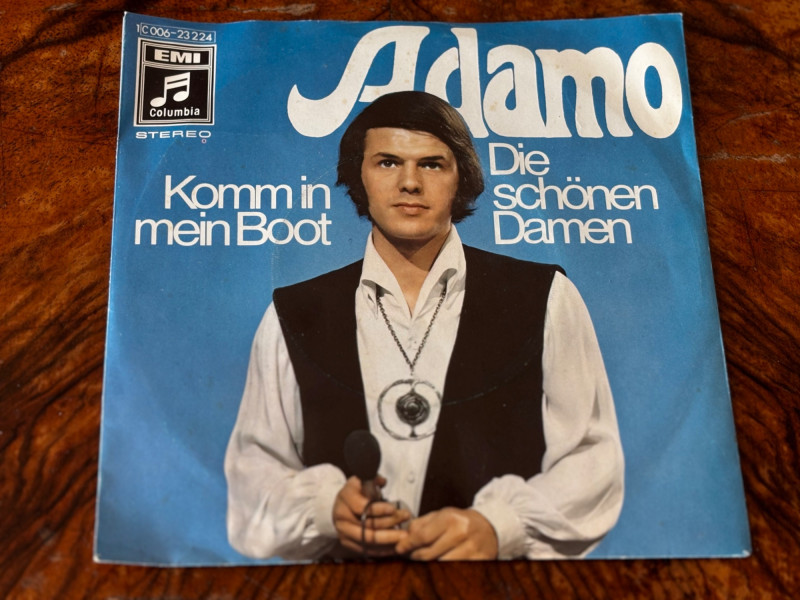 1C 006-23 224
EMI
Columbia
STEREO
Adamo
Komm in
mein Boot
Die
schönen
Damen